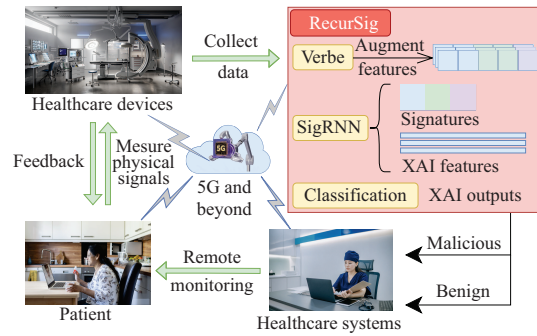 Collect
data
RecurSig
Verbe
Augment
features
Healthcare devices
SigRNN
Signatures
XAI features
Feedback
Mesure
physical
signals
5G
5G and
beyond
Classification
XAI outputs
Malicious
Remote
monitoring
Benign
Patient
Healthcare systems